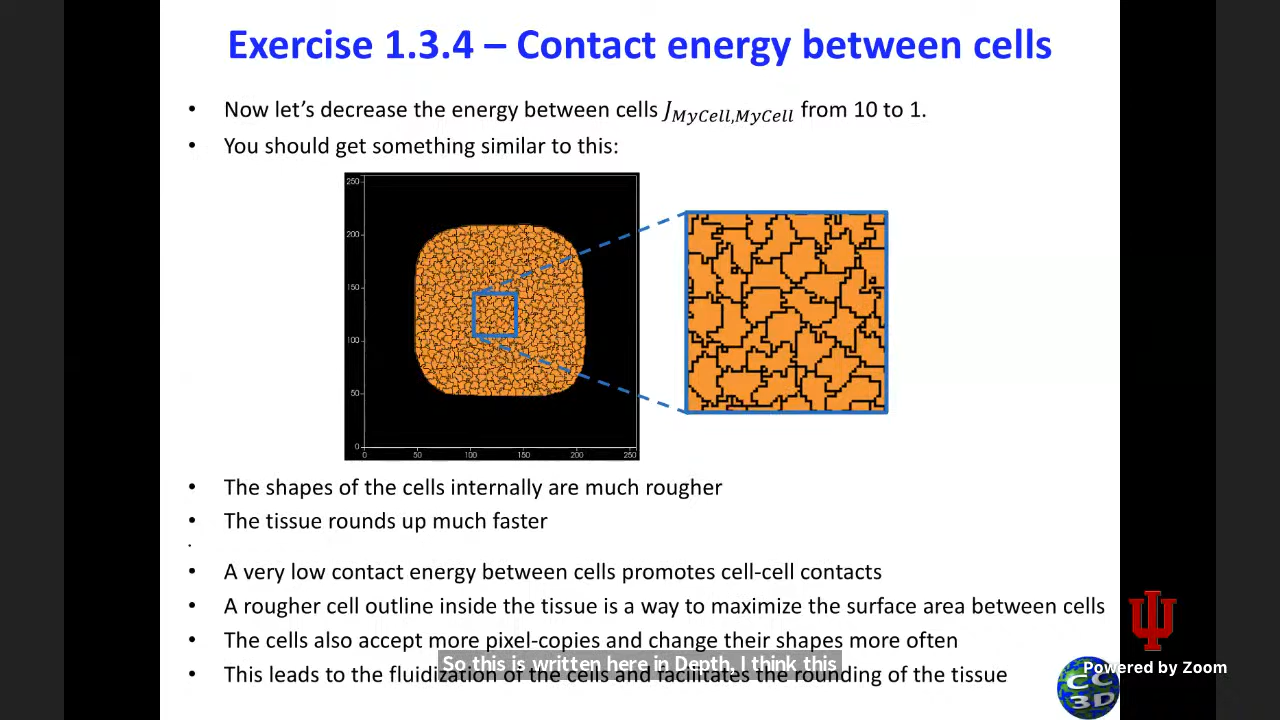 Exercise 1.3.4 – Contact energy between cells
• Now let's decrease the energy between cells J_{MyCell,MyCell} from 10 to 1.
• You should get something similar to this:
250
200
150
100
50
0
0 50 100 150 200 250
• The shapes of the cells internally are much rougher
• The tissue rounds up much faster
•
• A very low contact energy between cells promotes cell-cell contacts
• A rougher cell outline inside the tissue is a way to maximize the surface area between cells
• The cells also accept more pixel-copies and change their shapes more often
So this is written here in Depth, I think this
• This leads to the fluidization of the cells and facilitates the rounding of the tissue
Powered by Zoom
CC
3D